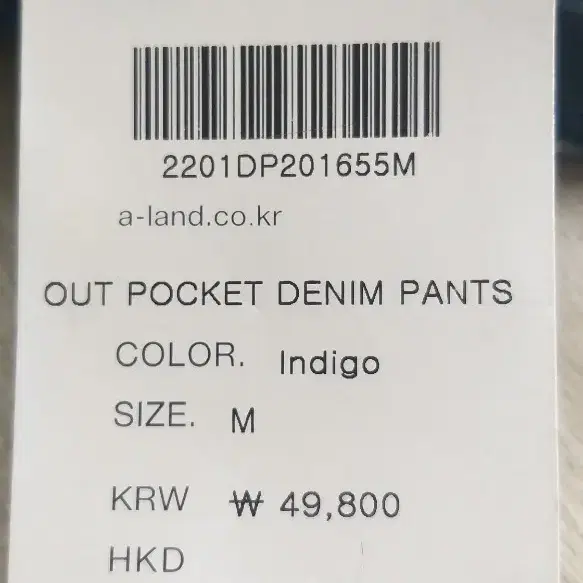 2201DP201655M
a-land.co.kr
OUT POCKET DENIM PANTS
COLOR. Indigo
SIZE. M
KRW ₩ 49,800
HKD